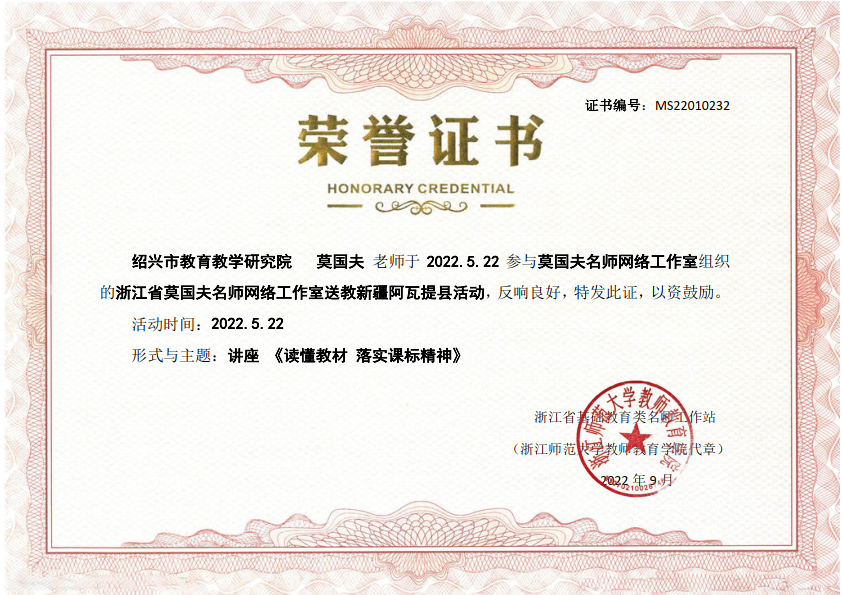 证书编号：MS22010232
荣誉证书
HONORARY CREDENTIAL
绍兴市教育教学研究院 莫国夫 老师于 2022.5.22 参与莫国夫名师网络工作室组织
的浙江省莫国夫名师网络工作室送教新疆阿瓦提县活动，反响良好，特发此证，以资鼓励。
活动时间：2022.5.22
形式与主题：讲座 《读懂教材 落实课标精神》
浙江师范大学教师教育学院
浙江省基础教育类名师工作站
（浙江师范大学教师教育学院代章）
2022 年 9 月